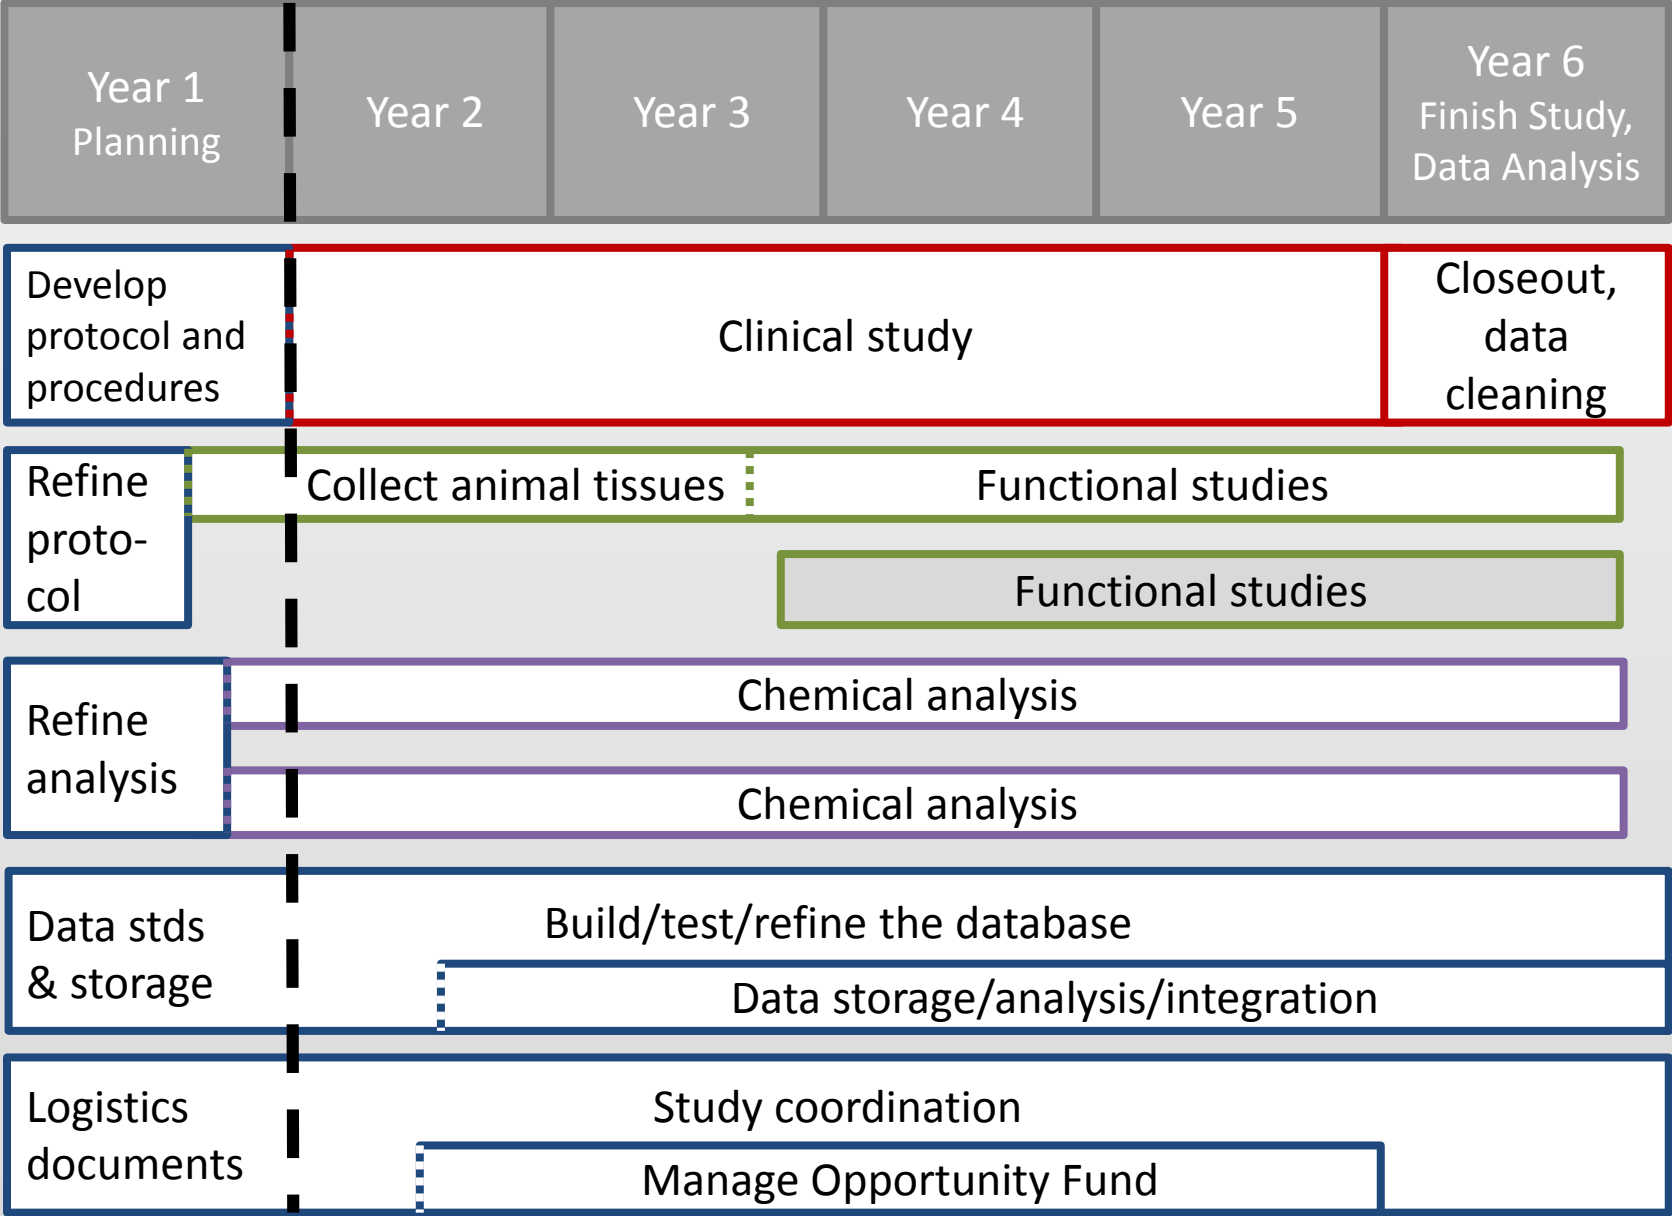 Year 1
Planning
Year 2
Year 3
Year 4
Year 5
Year 6
Finish Study,
Data Analysis
Develop
protocol and
procedures
Clinical study
Closeout,
data
cleaning
Refine
proto-
col
Collect animal tissues
Functional studies
Functional studies
Refine
analysis
Chemical analysis
Chemical analysis
Data stds
& storage
Build/test/refine the database
Data storage/analysis/integration
Logistics
documents
Study coordination
Manage Opportunity Fund